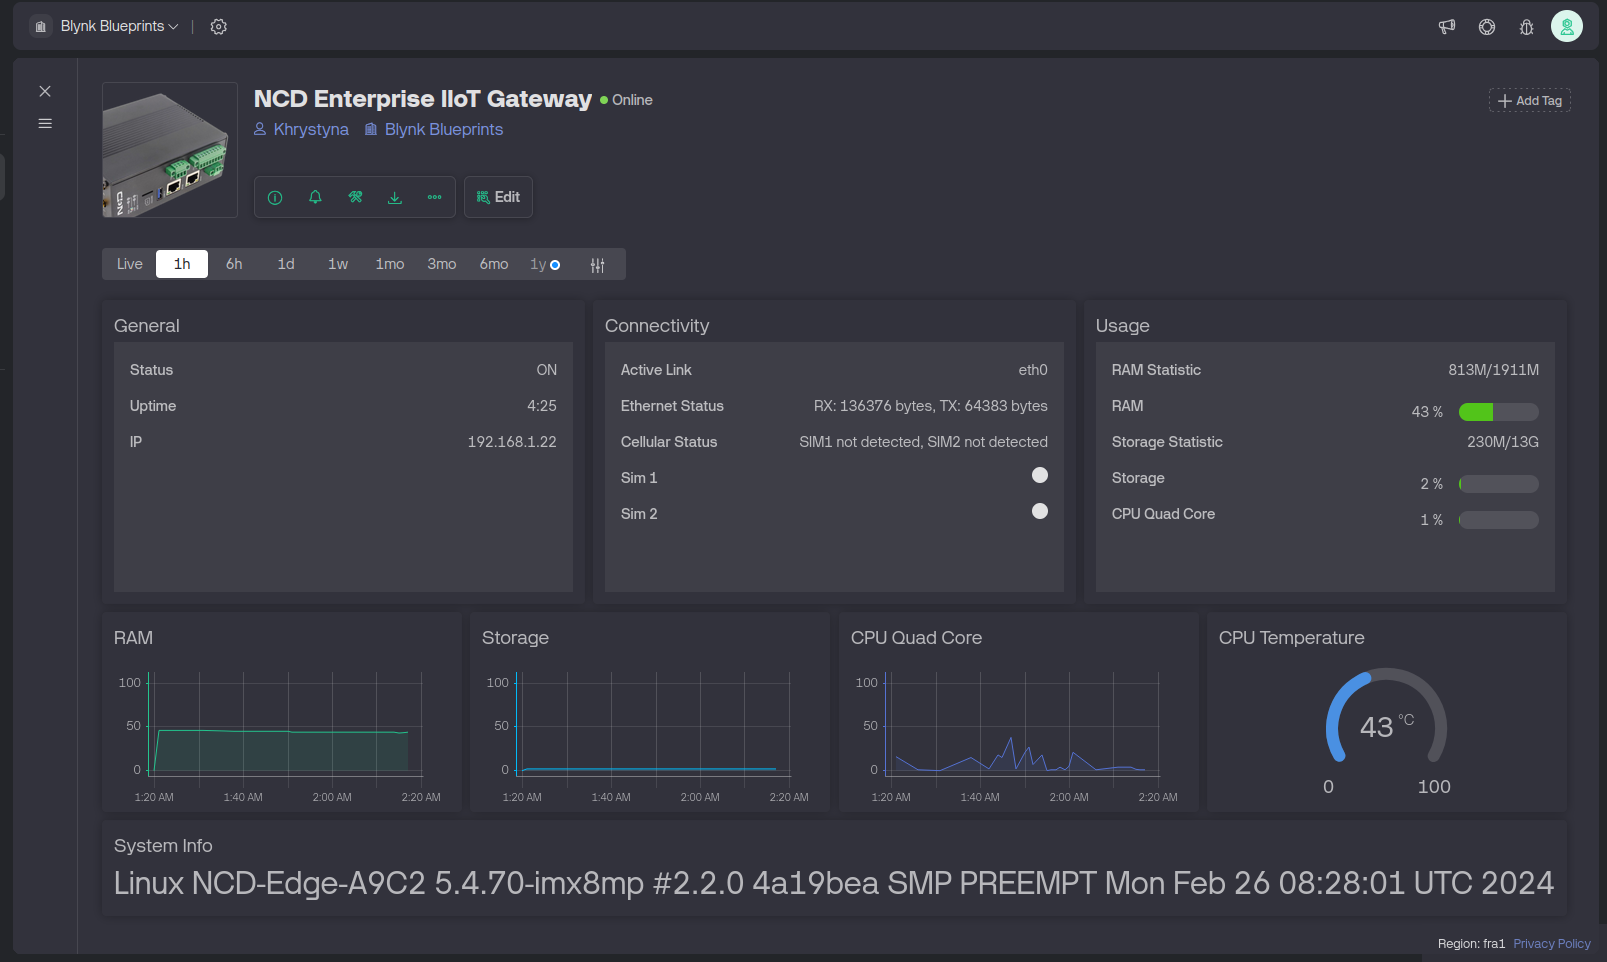 Blynk Blueprints
NCD Enterprise IIoT Gateway Online
Add Tag
Khrystyna Blynk Blueprints
Edit
Live 1h 6h 1d 1w 1mo 3mo 6mo 1y
General
Status ON
Uptime 4:25
IP 192.168.1.22
Connectivity
Active Link eth0
Ethernet Status RX: 136376 bytes, TX: 64383 bytes
Cellular Status SIM1 not detected, SIM2 not detected
Sim 1
Sim 2
Usage
RAM Statistic 813M/1911M
RAM 43 %
Storage Statistic 230M/13G
Storage 2 %
CPU Quad Core 1 %
RAM
100
50
0
1:20 AM 1:40 AM 2:00 AM 2:20 AM
Storage
100
50
0
1:20 AM 1:40 AM 2:00 AM 2:20 AM
CPU Quad Core
100
50
0
1:20 AM 1:40 AM 2:00 AM 2:20 AM
CPU Temperature
43 °C
0 100
System Info
Linux NCD-Edge-A9C2 5.4.70-imx8mp #2.2.0 4a19bea SMP PREEMPT Mon Feb 26 08:28:01 UTC 2024
Region: fra1 Privacy Policy